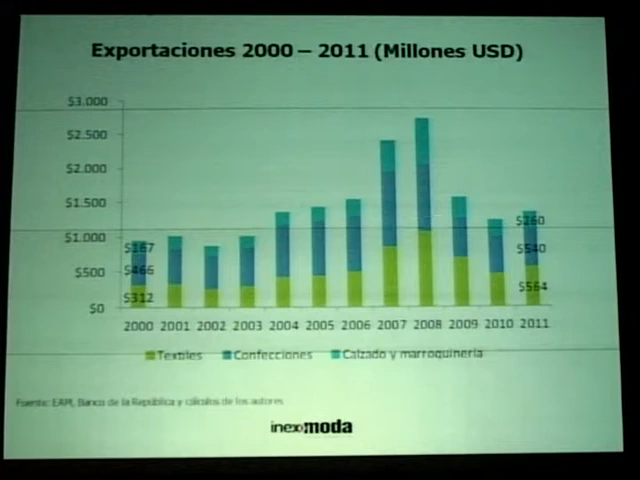 Exportaciones 2000 – 2011 (Millones USD)
$3.000
$2.500
$2.000
$1.500
$1.000
$500
$0
$167
$466
$312
$260
$540
$564
2000 2001 2002 2003 2004 2005 2006 2007 2008 2009 2010 2011
Textiles Confecciones Calzado y marroquinería
Fuente: EAM, Banco de la República y cálculos de los autores
inexmoda